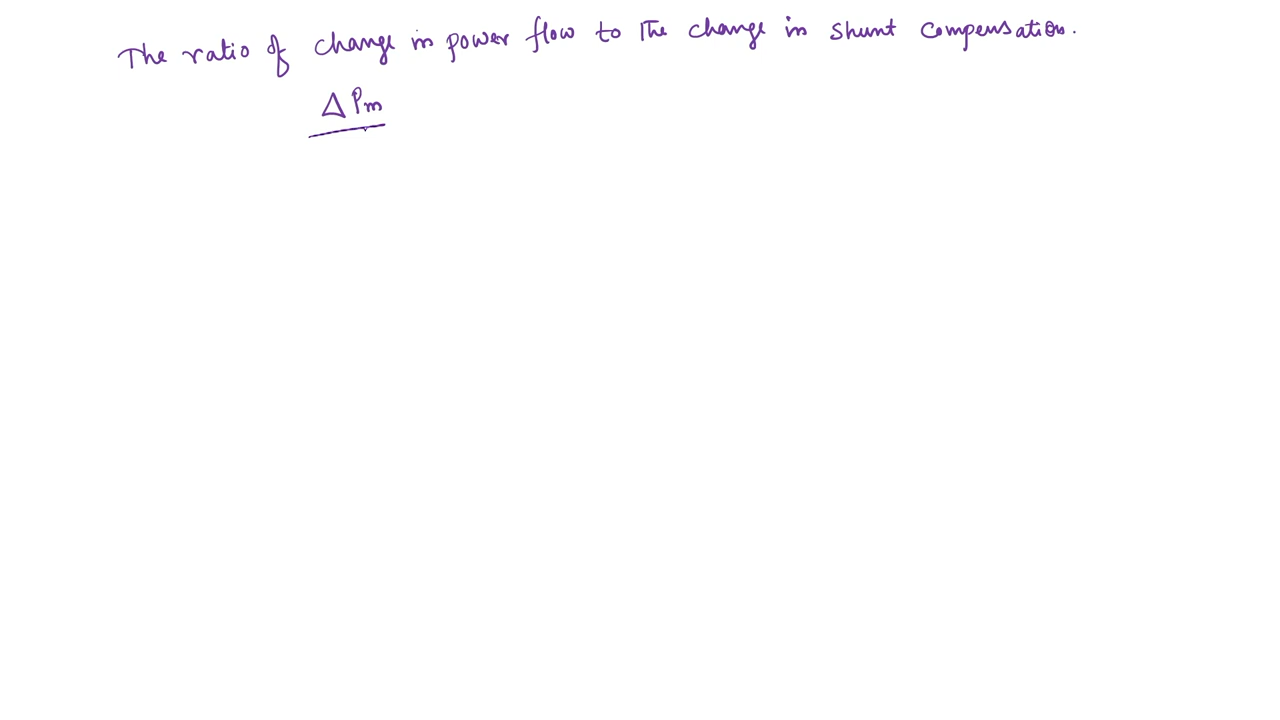 The ratio of change in power flow to the change in shunt compensation.
ΔPm